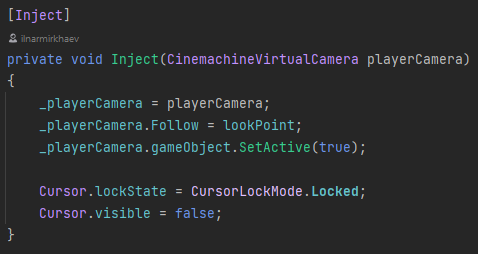 [Inject]
ilnarmirkhaev
private void Inject(CinemachineVirtualCamera playerCamera)
{
_playerCamera = playerCamera;
_playerCamera.Follow = lookPoint;
_playerCamera.gameObject.SetActive(true);
Cursor.lockState = CursorLockMode.Locked;
Cursor.visible = false;
}